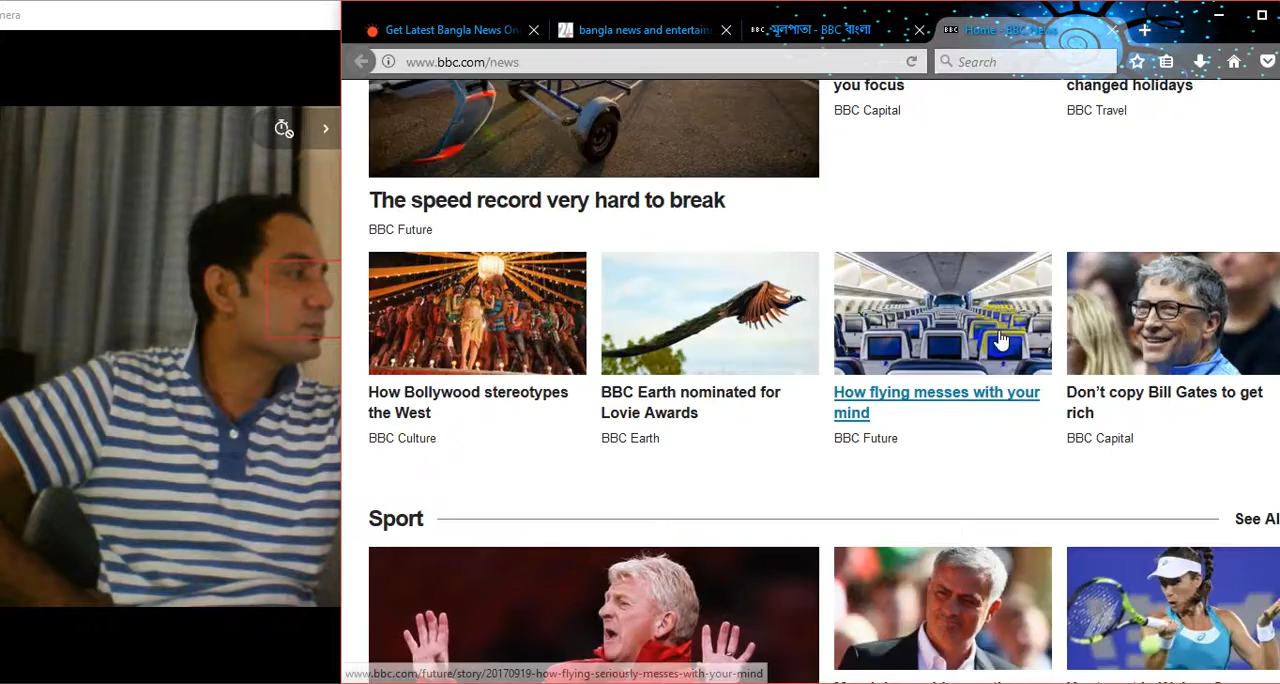 mera
Get Latest Bangla News On
bangla news and entertain
BBC মূলপাতা - BBC বাংলা
BBC Home - BBC News
www.bbc.com/news
Search
you focus
BBC Capital
changed holidays
BBC Travel
The speed record very hard to break
BBC Future
How Bollywood stereotypes
the West
BBC Culture
BBC Earth nominated for
Lovie Awards
BBC Earth
How flying messes with your
mind
BBC Future
Don’t copy Bill Gates to get
rich
BBC Capital
Sport
See Al
www.bbc.com/future/story/20170919-how-flying-seriously-messes-with-your-mind